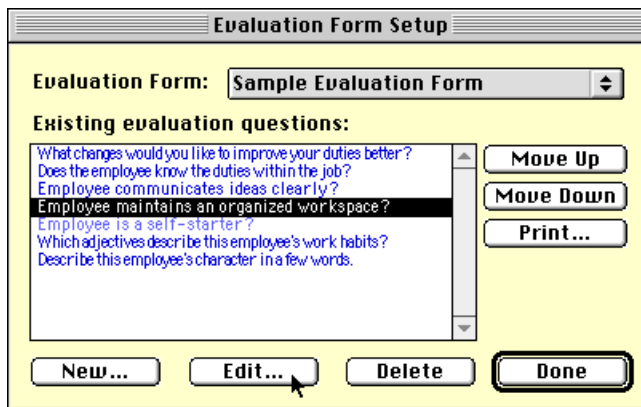 Evaluation Form Setup
Evaluation Form: Sample Evaluation Form
Existing evaluation questions:
What changes would you like to improve your duties better?
Does the employee know the duties within the job?
Employee communicates ideas clearly?
Employee maintains an organized workspace?
Employee is a self-starter?
Which adjectives describe this employee's work habits?
Describe this employee's character in a few words.
Move Up
Move Down
Print...
New... Edit... Delete Done